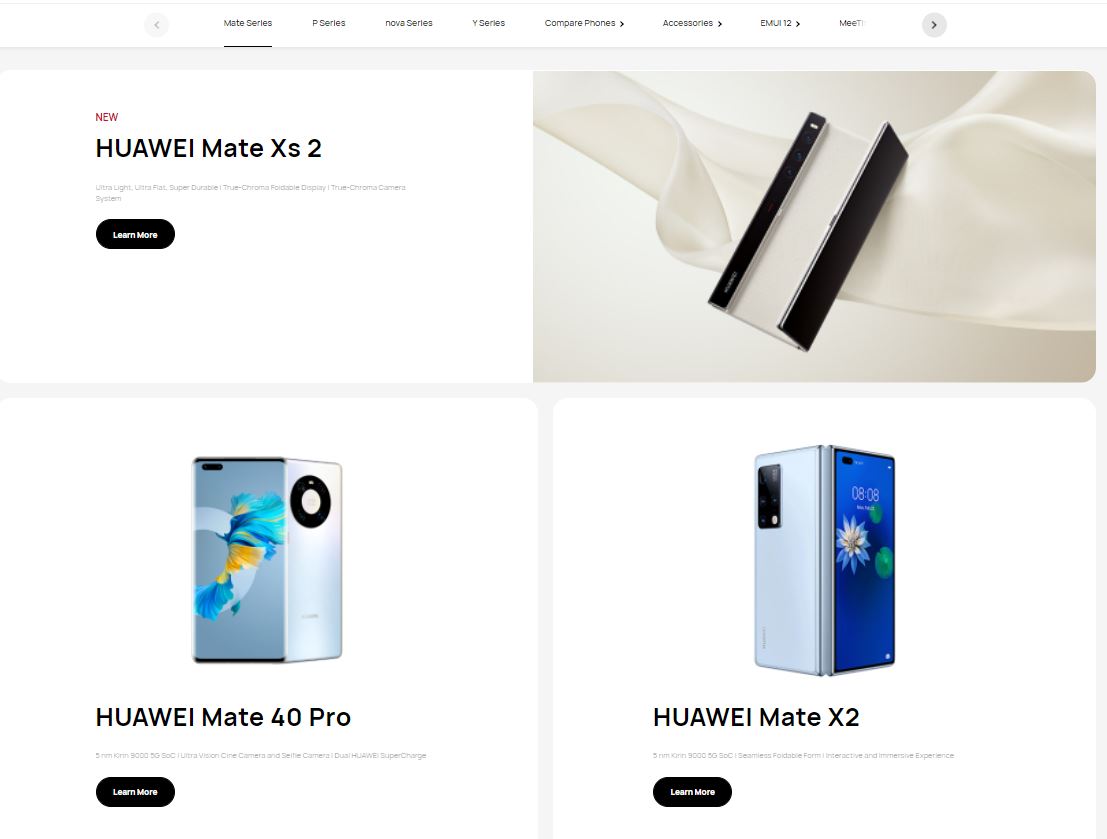 Mate Series
P Series
nova Series
Y Series
Compare Phones
Accessories
EMUI 12
MeeT
NEW
HUAWEI Mate Xs 2
Ultra Light, Ultra Flat, Super Durable | True-Chroma Foldable Display | True-Chroma Camera
System
Learn More
HUAWEI
08:08
HUAWEI Mate 40 Pro
5 nm Kirin 9000 5G SoC | Ultra Vision Cine Camera and Selfie Camera | Dual HUAWEI SuperCharge
Learn More
HUAWEI
HUAWEI Mate X2
5 nm Kirin 9000 5G SoC | Seamless Foldable Form | Interactive and Immersive Experience
Learn More